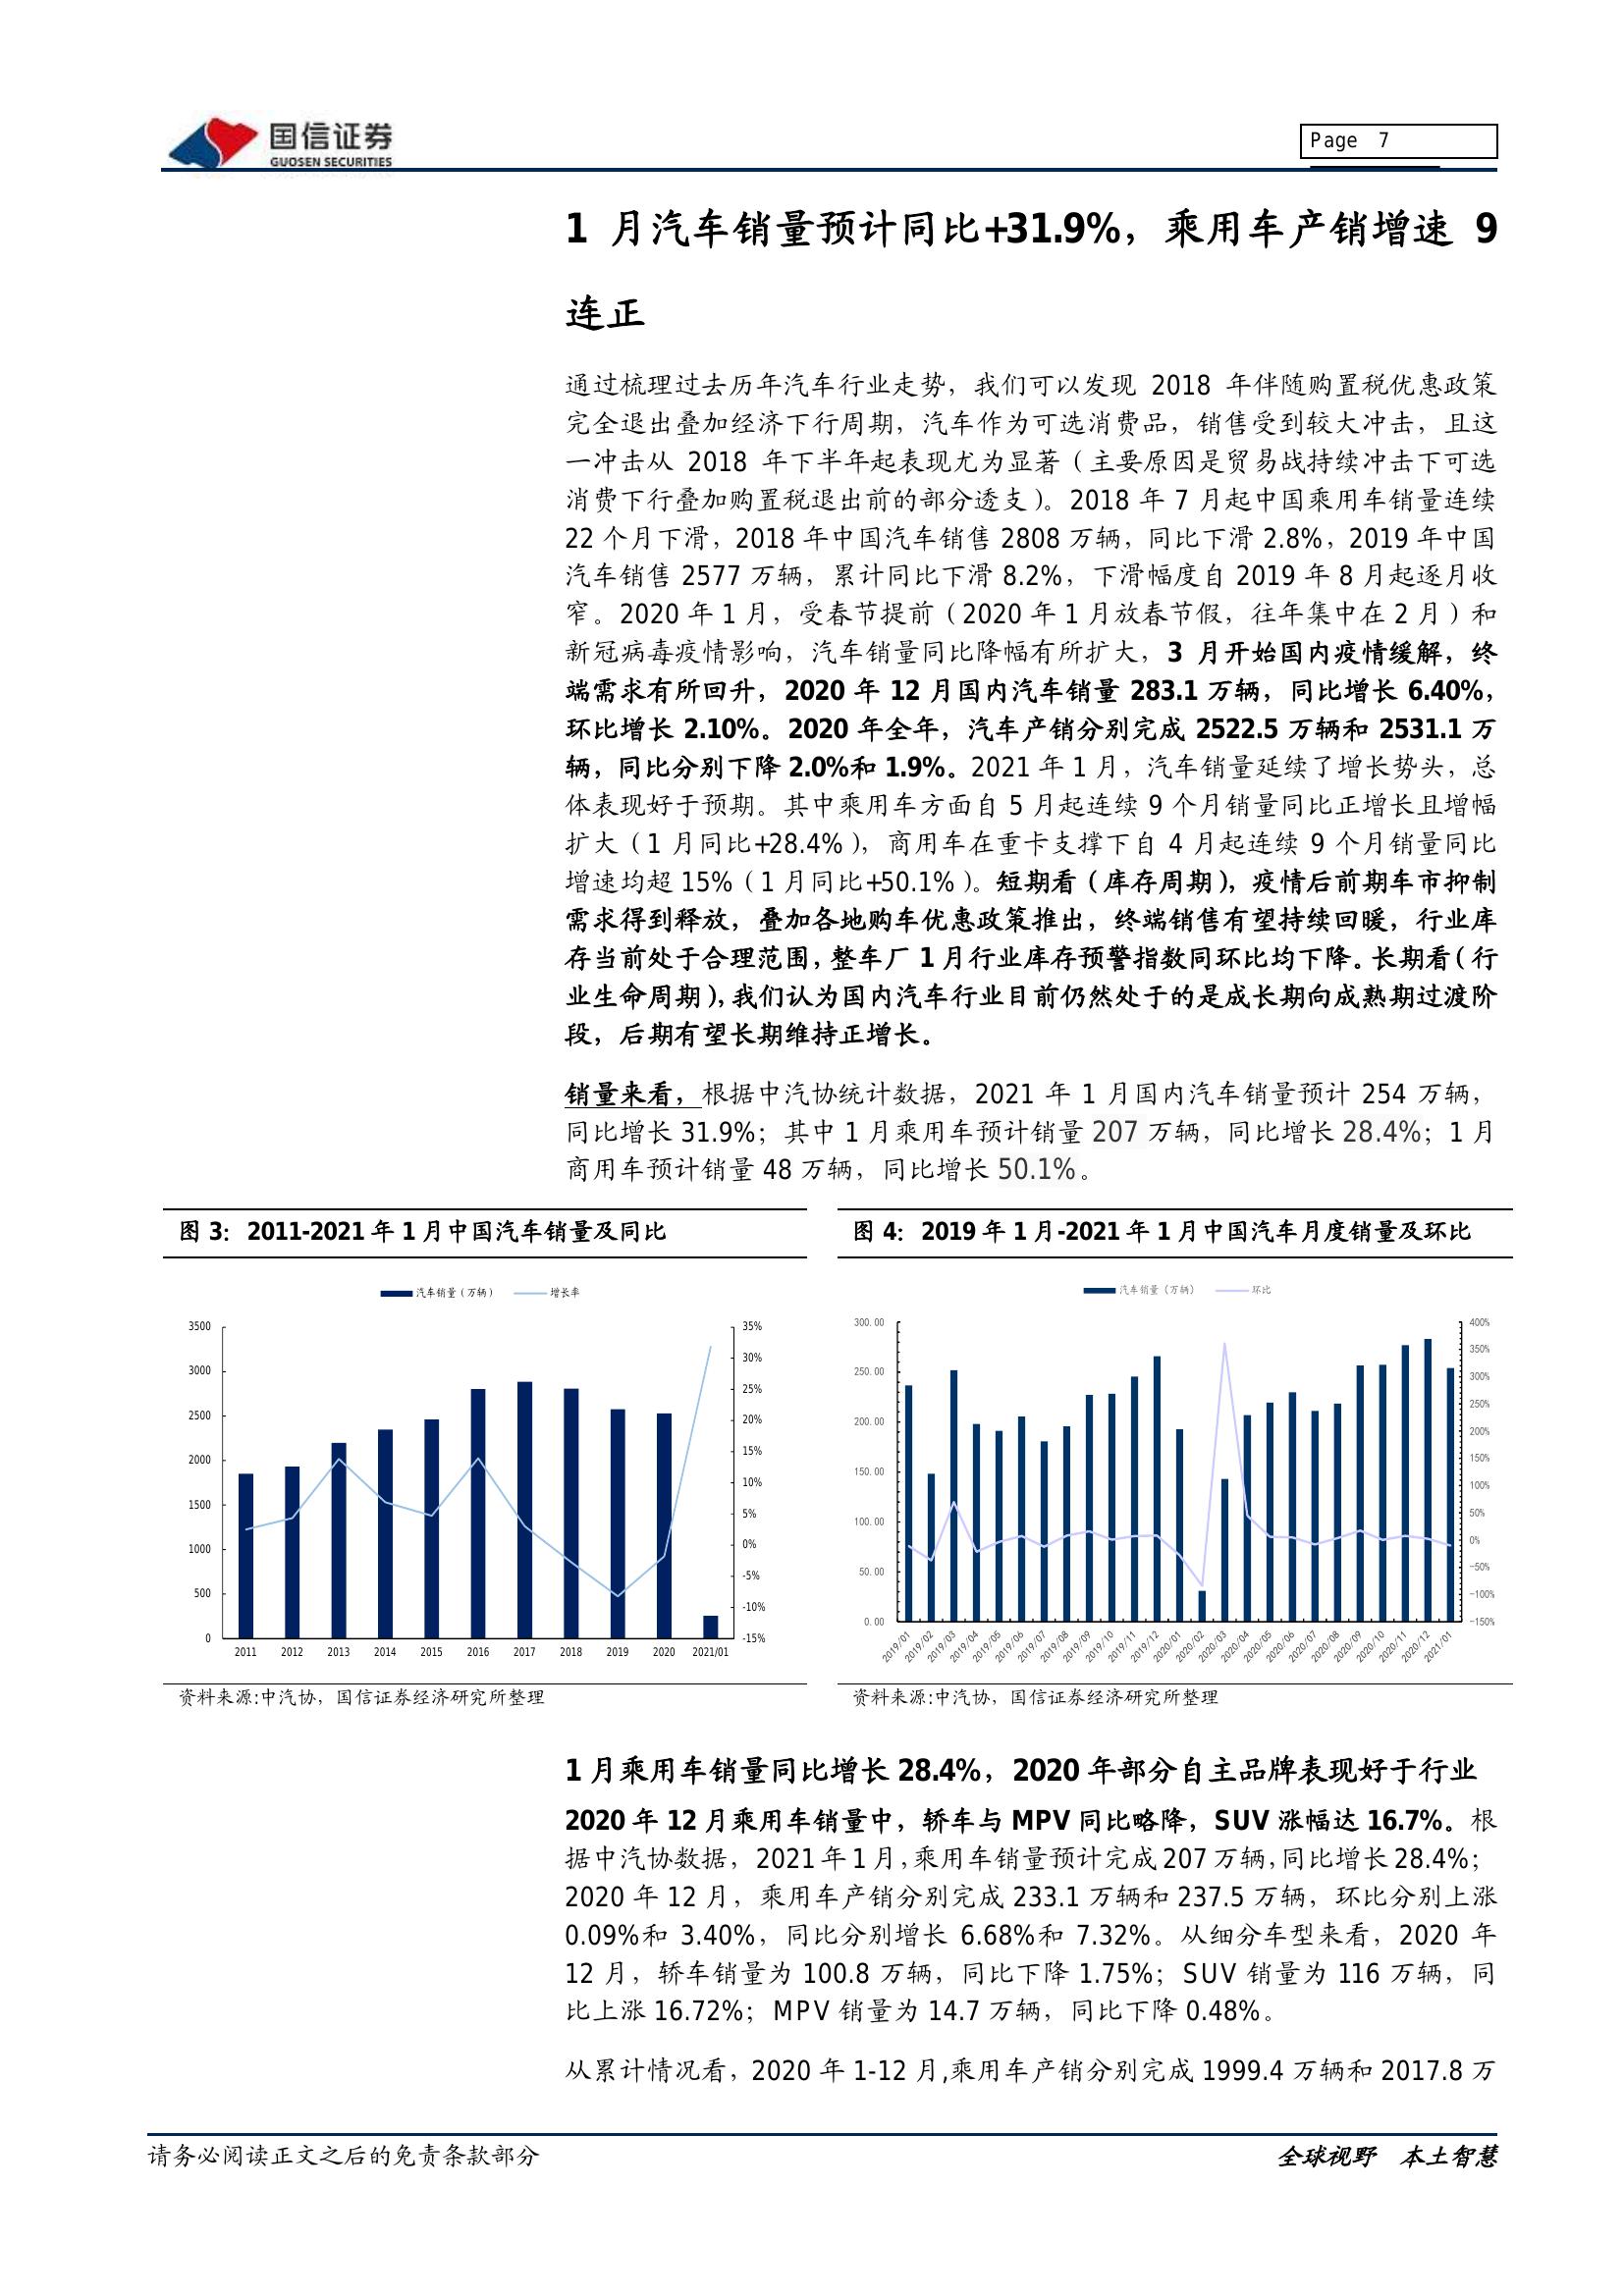 国信证券
GUOSEN SECURITIES
Page 7
1 月汽车销量预计同比+31.9%，乘用车产销增速 9
连正
通过梳理过去历年汽车行业走势，我们可以发现 2018 年伴随购置税优惠政策
完全退出叠加经济下行周期，汽车作为可选消费品，销售受到较大冲击，且这
一冲击从 2018 年下半年起表现尤为显著（主要原因是贸易战持续冲击下可选
消费下行叠加购置税退出前的部分透支）。2018 年 7 月起中国乘用车销量连续
22 个月下滑，2018 年中国汽车销售 2808 万辆，同比下滑 2.8%，2019 年中国
汽车销售 2577 万辆，累计同比下滑 8.2%，下滑幅度自 2019 年 8 月起逐月收
窄。2020 年 1 月，受春节提前（2020 年 1 月放春节假，往年集中在 2 月）和
新冠病毒疫情影响，汽车销量同比降幅有所扩大，3 月开始国内疫情缓解，终
端需求有所回升，2020 年 12 月国内汽车销量 283.1 万辆，同比增长 6.40%，
环比增长 2.10%。2020 年全年，汽车产销分别完成 2522.5 万辆和 2531.1 万
辆，同比分别下降 2.0%和 1.9%。2021 年 1 月，汽车销量延续了增长势头，总
体表现好于预期。其中乘用车方面自 5 月起连续 9 个月销量同比正增长且增幅
扩大（1 月同比+28.4%），商用车在重卡支撑下自 4 月起连续 9 个月销量同比
增速均超 15%（1 月同比+50.1%）。短期看（库存周期），疫情后前期车市抑制
需求得到释放，叠加各地购车优惠政策推出，终端销售有望持续回暖，行业库
存当前处于合理范围，整车厂 1 月行业库存预警指数同环比均下降。长期看（行
业生命周期），我们认为国内汽车行业目前仍然处于的是成长期向成熟期过渡阶
段，后期有望长期维持正增长。
销量来看，根据中汽协统计数据，2021 年 1 月国内汽车销量预计 254 万辆，
同比增长 31.9%；其中 1 月乘用车预计销量 207 万辆，同比增长 28.4%；1 月
商用车预计销量 48 万辆，同比增长 50.1%。
图 3：2011-2021 年 1 月中国汽车销量及同比
汽车销量（万辆） 增长率
3500
3000
2500
2000
1500
1000
500
0
35%
30%
25%
20%
15%
10%
5%
0%
-5%
-10%
-15%
2011 2012 2013 2014 2015 2016 2017 2018 2019 2020 2021/01
资料来源:中汽协，国信证券经济研究所整理
图 4：2019 年 1 月-2021 年 1 月中国汽车月度销量及环比
汽车销量（万辆） 环比
300.00
250.00
200.00
150.00
100.00
50.00
0.00
400%
350%
300%
250%
200%
150%
100%
50%
0%
-50%
-100%
-150%
2019/01 2019/02 2019/03 2019/04 2019/05 2019/06 2019/07 2019/08 2019/09 2019/10 2019/11 2019/12 2020/01 2020/02 2020/03 2020/04 2020/05 2020/06 2020/07 2020/08 2020/09 2020/10 2020/11 2020/12 2021/01
资料来源:中汽协，国信证券经济研究所整理
1 月乘用车销量同比增长 28.4%，2020 年部分自主品牌表现好于行业
2020 年 12 月乘用车销量中，轿车与 MPV 同比略降，SUV 涨幅达 16.7%。根
据中汽协数据，2021 年 1 月，乘用车销量预计完成 207 万辆，同比增长 28.4%；
2020 年 12 月，乘用车产销分别完成 233.1 万辆和 237.5 万辆，环比分别上涨
0.09%和 3.40%，同比分别增长 6.68%和 7.32%。从细分车型来看，2020 年
12 月，轿车销量为 100.8 万辆，同比下降 1.75%；SUV 销量为 116 万辆，同
比上涨 16.72%；MPV 销量为 14.7 万辆，同比下降 0.48%。
从累计情况看，2020 年 1-12 月,乘用车产销分别完成 1999.4 万辆和 2017.8 万
请务必阅读正文之后的免责条款部分
全球视野 本土智慧